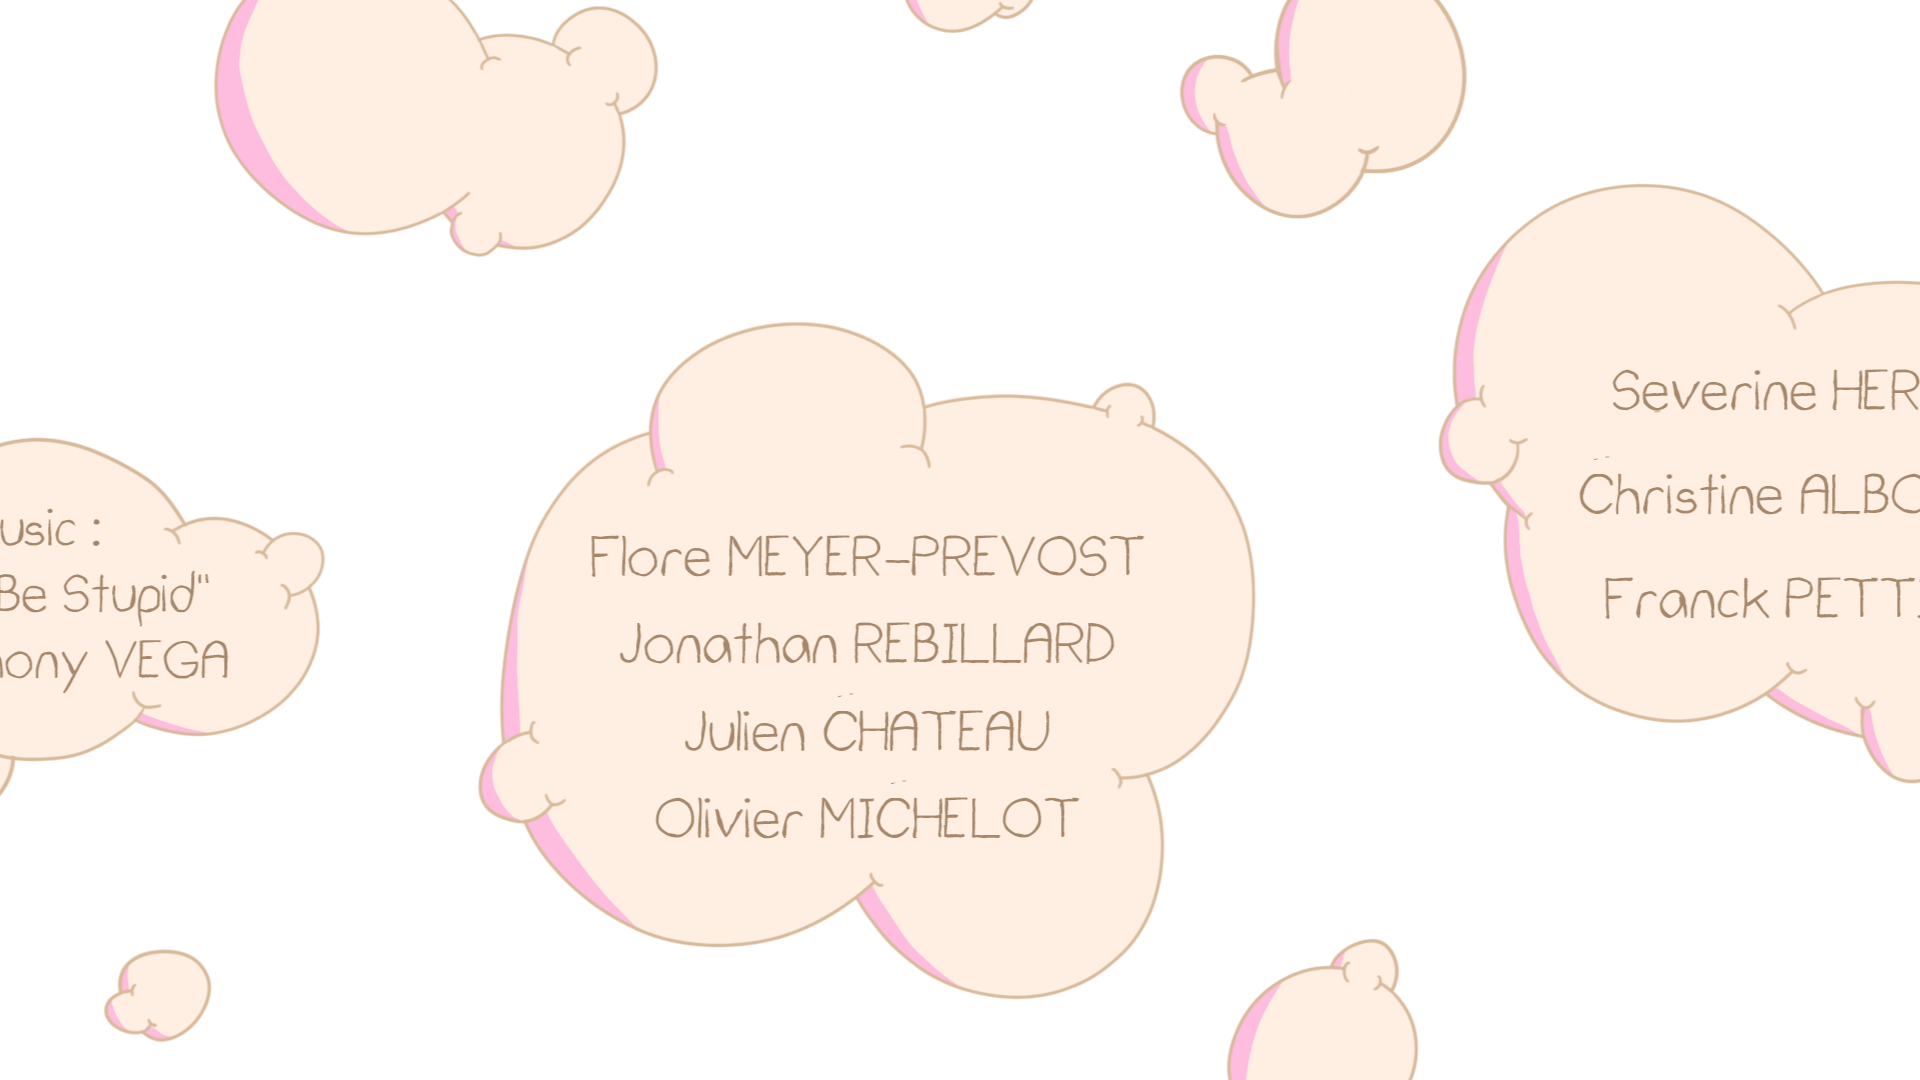 usic :
Be Stupid"
ony VEGA
Flore MEYER-PREVOST
Jonathan REBILLARD
Julien CHATEAU
Olivier MICHELOT
Severine HER
Christine ALBO
Franck PETT